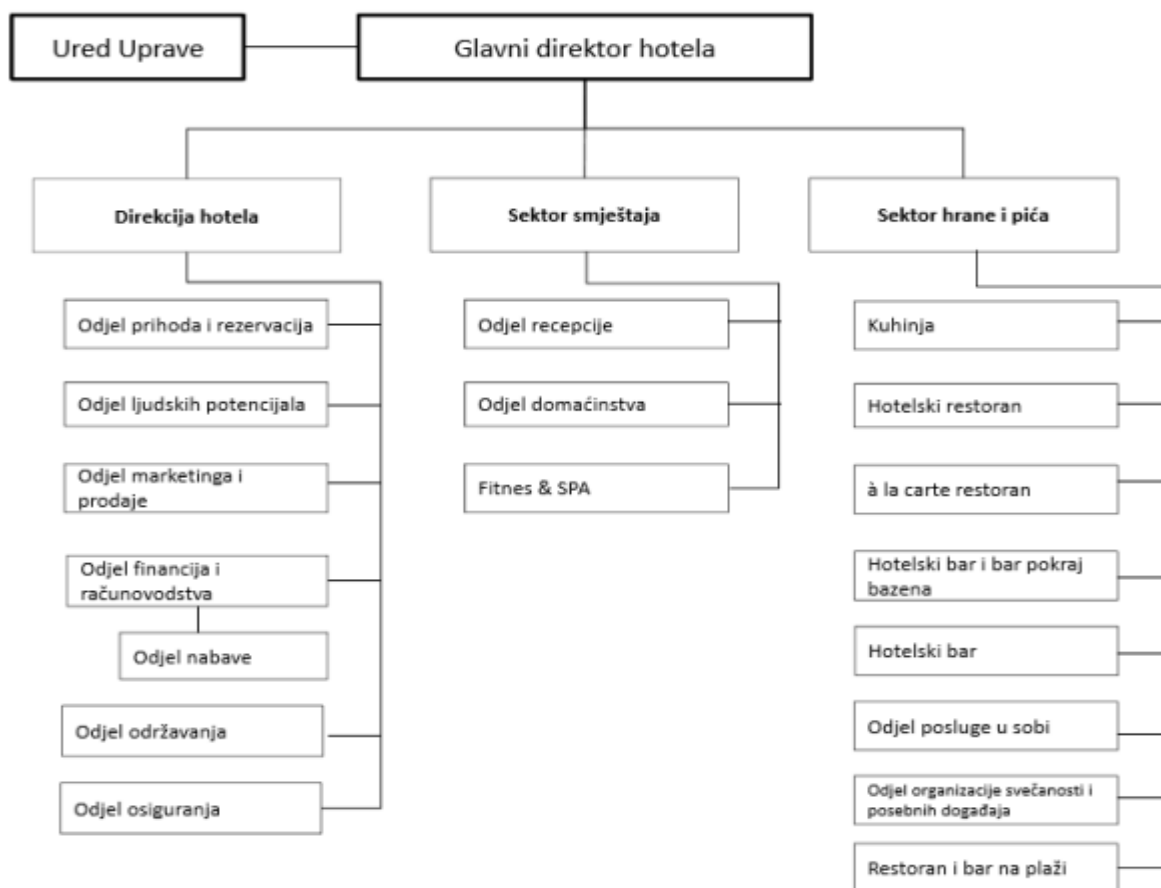 Ured Uprave
Glavni direktor hotela
Direkcija hotela
Odjel prihoda i rezervacija
Odjel ljudskih potencijala
Odjel marketinga i
prodaje
Odjel financija i
računovodstva
Odjel nabave
Odjel održavanja
Odjel osiguranja
Sektor smještaja
Odjel recepcije
Odjel domaćinstva
Fitnes & SPA
Sektor hrane i pića
Kuhinja
Hotelski restoran
à la carte restoran
Hotelski bar i bar pokraj
bazena
Hotelski bar
Odjel posluge u sobi
Odjel organizacije svečanosti i
posebnih događaja
Restoran i bar na plaži